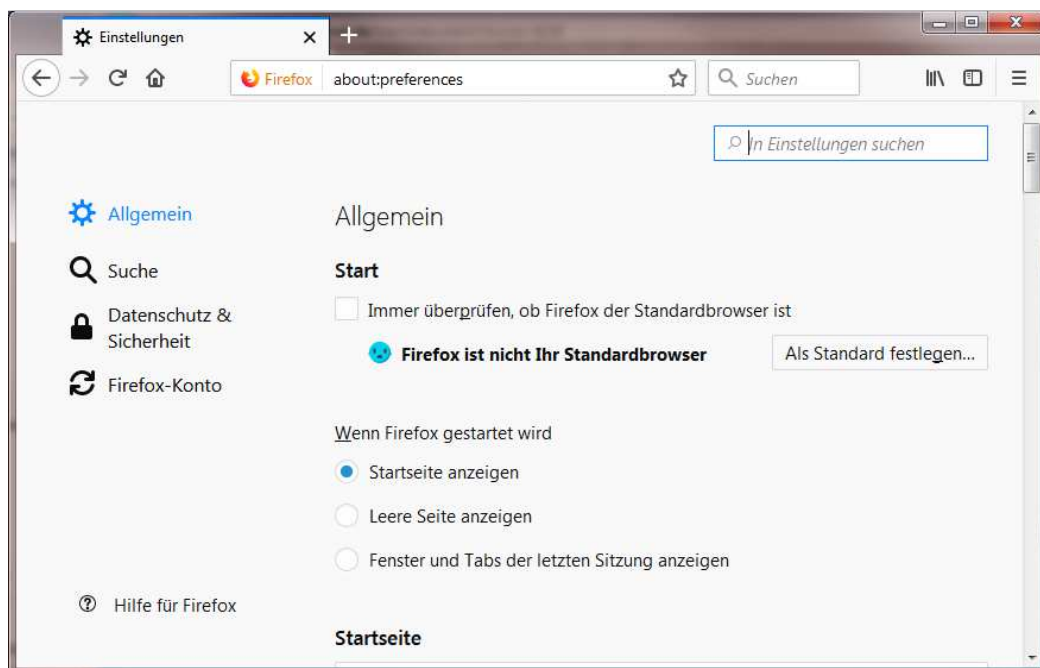 Einstellungen
Firefox about:preferences Suchen
In Einstellungen suchen
Allgemein
Suche
Datenschutz &
Sicherheit
Firefox-Konto
Hilfe für Firefox
Allgemein
Start
Immer überprüfen, ob Firefox der Standardbrowser ist
Firefox ist nicht Ihr Standardbrowser Als Standard festlegen...
Wenn Firefox gestartet wird
Startseite anzeigen
Leere Seite anzeigen
Fenster und Tabs der letzten Sitzung anzeigen
Startseite